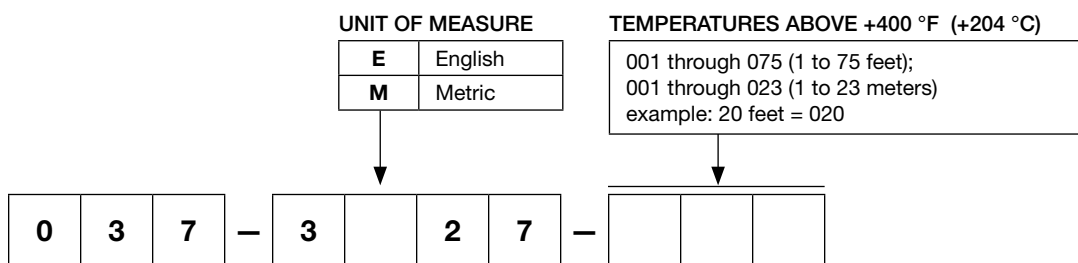 UNIT OF MEASURE
E English
M Metric
TEMPERATURES ABOVE +400 °F (+204 °C)
001 through 075 (1 to 75 feet);
001 through 023 (1 to 23 meters)
example: 20 feet = 020
0 3 7 – 3 2 7 –